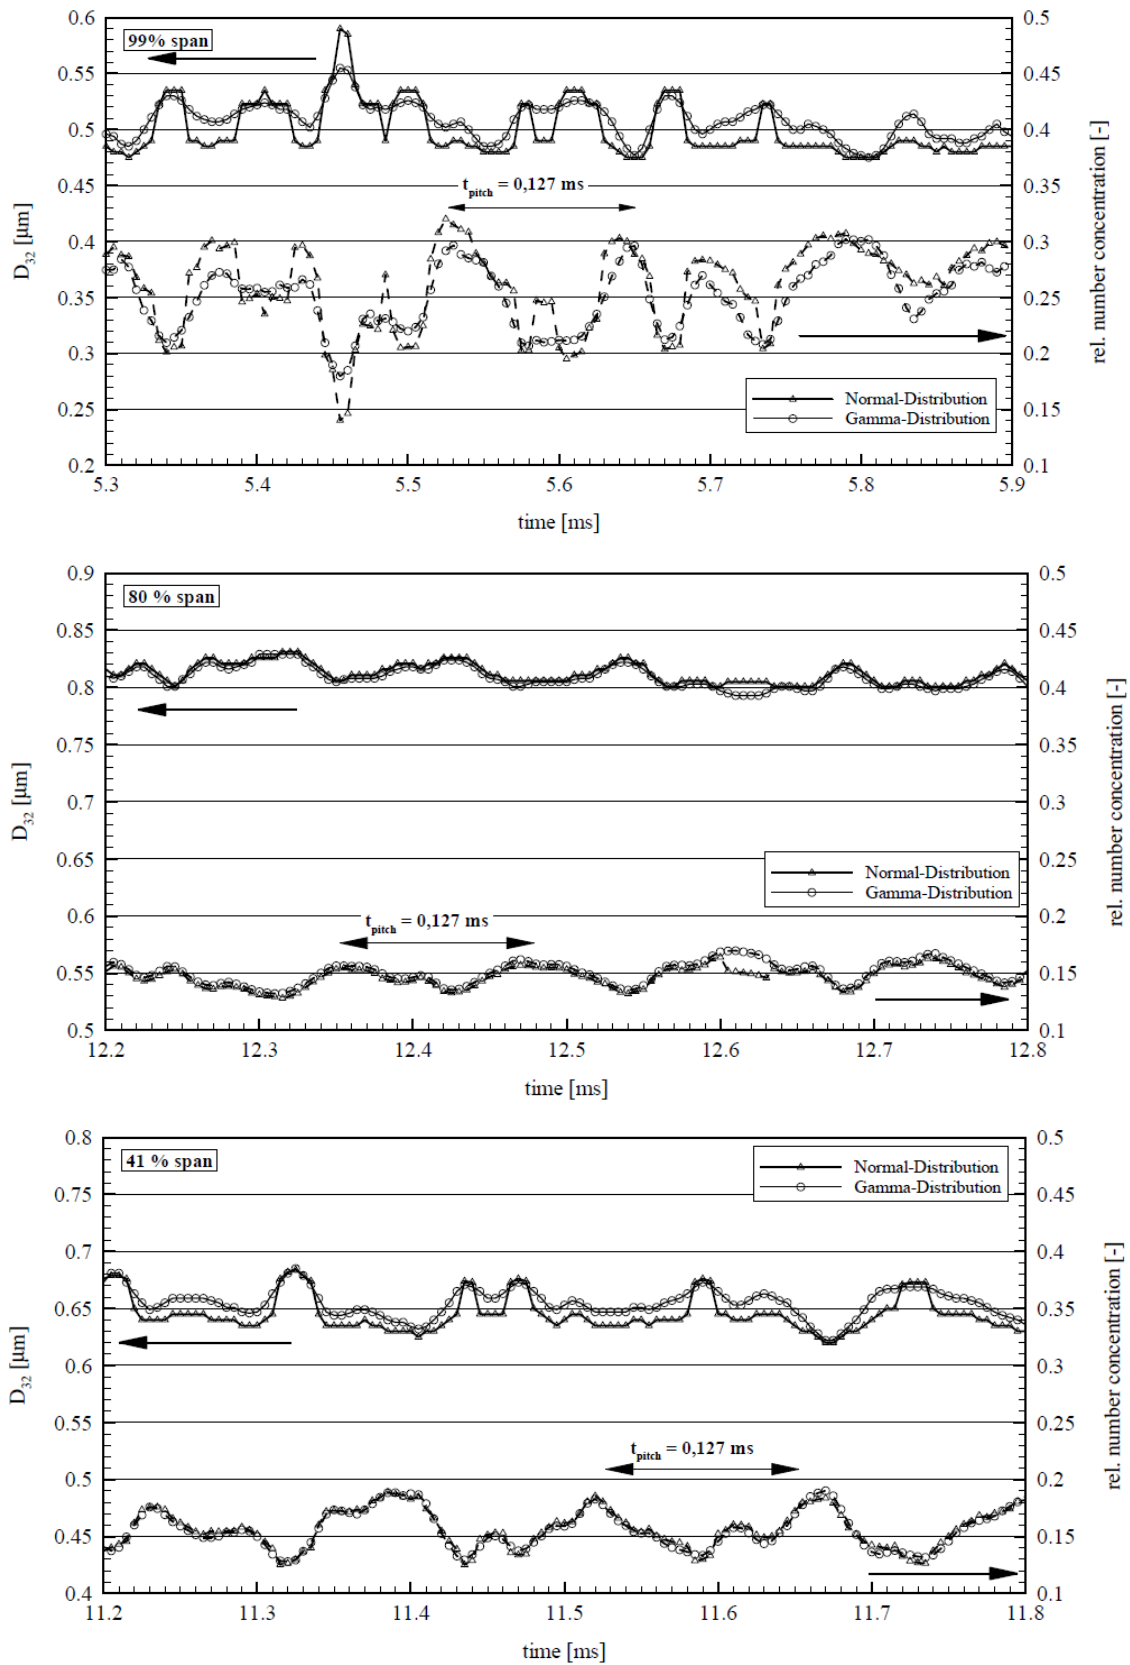 99% span
0.6
0.55
0.5
0.45
0.4
0.35
0.3
0.25
0.2
D32 [µm]
0.5
0.45
0.4
0.35
0.3
0.25
0.2
0.15
0.1
rel. number concentration [-]
tpitch = 0,127 ms
Normal-Distribution
Gamma-Distribution
5.3 5.4 5.5 5.6 5.7 5.8 5.9
time [ms]
80 % span
0.9
0.85
0.8
0.75
0.7
0.65
0.6
0.55
0.5
D32 [µm]
0.5
0.45
0.4
0.35
0.3
0.25
0.2
0.15
0.1
rel. number concentration [-]
Normal-Distribution
Gamma-Distribution
tpitch = 0,127 ms
12.2 12.3 12.4 12.5 12.6 12.7 12.8
time [ms]
41 % span
0.8
0.75
0.7
0.65
0.6
0.55
0.5
0.45
0.4
D32 [µm]
0.5
0.45
0.4
0.35
0.3
0.25
0.2
0.15
0.1
rel. number concentration [-]
Normal-Distribution
Gamma-Distribution
tpitch = 0,127 ms
11.2 11.3 11.4 11.5 11.6 11.7 11.8
time [ms]